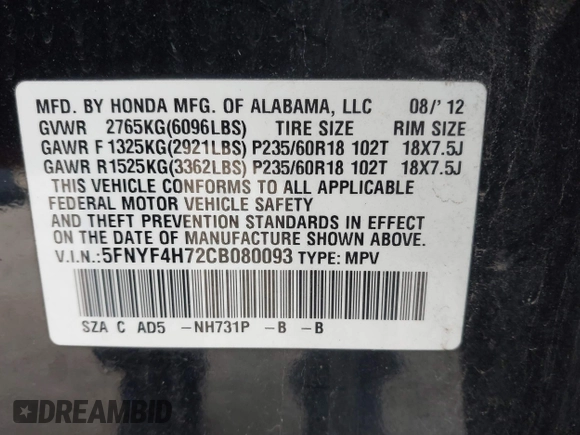 MFD. BY HONDA MFG. OF ALABAMA, LLC 08/'12
GVWR 2765KG(6096LBS) TIRE SIZE RIM SIZE
GAWR F 1325KG(2921LBS) P235/60R18 102T 18X7.5J
GAWR R1525KG(3362LBS) P235/60R18 102T 18X7.5J
THIS VEHICLE CONFORMS TO ALL APPLICABLE
FEDERAL MOTOR VEHICLE SAFETY
AND THEFT PREVENTION STANDARDS IN EFFECT
ON THE DATE OF MANUFACTURE SHOWN ABOVE.
V.I.N.:5FNYF4H72CB080093 TYPE: MPV
SZA C AD5 -NH731P -B -B
DREAMBID